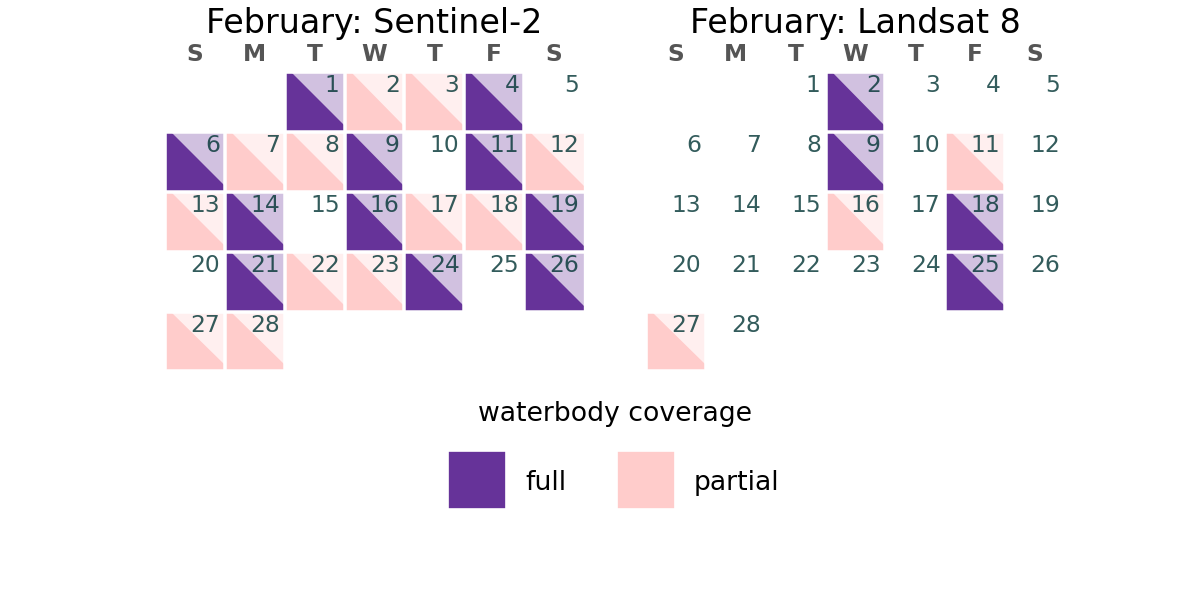 February: Sentinel-2
S M T W T F S
1 2 3 4 5
6 7 8 9 10 11 12
13 14 15 16 17 18 19
20 21 22 23 24 25 26
27 28
February: Landsat 8
S M T W T F S
1 2 3 4 5
6 7 8 9 10 11 12
13 14 15 16 17 18 19
20 21 22 23 24 25 26
27 28
waterbody coverage
full partial